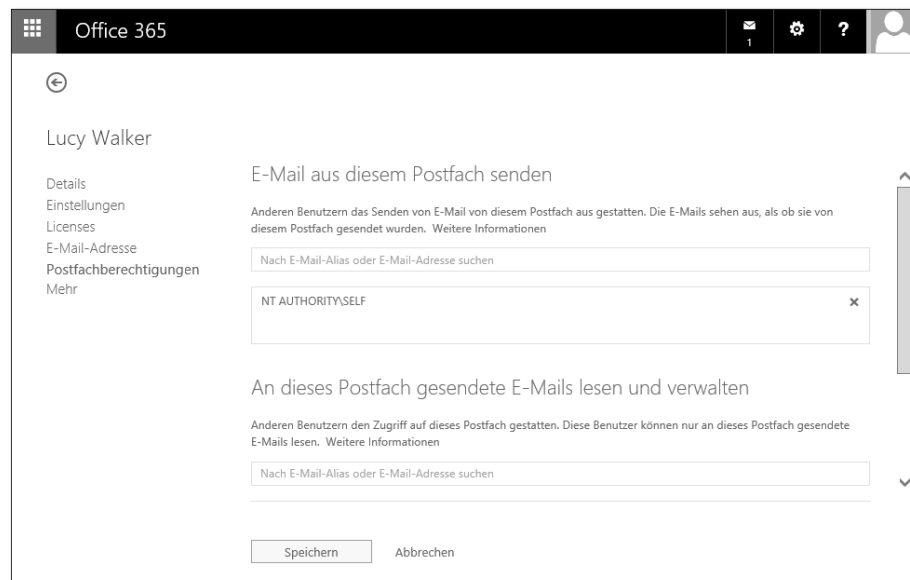 Office 365
1
?
Lucy Walker
Details
Einstellungen
Licenses
E-Mail-Adresse
Postfachberechtigungen
Mehr
E-Mail aus diesem Postfach senden
Anderen Benutzern das Senden von E-Mail von diesem Postfach aus gestatten. Die E-Mails sehen aus, als ob sie von
diesem Postfach gesendet wurden. Weitere Informationen
Nach E-Mail-Alias oder E-Mail-Adresse suchen
NT AUTHORITY\SELF
An dieses Postfach gesendete E-Mails lesen und verwalten
Anderen Benutzern den Zugriff auf dieses Postfach gestatten. Diese Benutzer können nur an dieses Postfach gesendete
E-Mails lesen. Weitere Informationen
Nach E-Mail-Alias oder E-Mail-Adresse suchen
Speichern Abbrechen